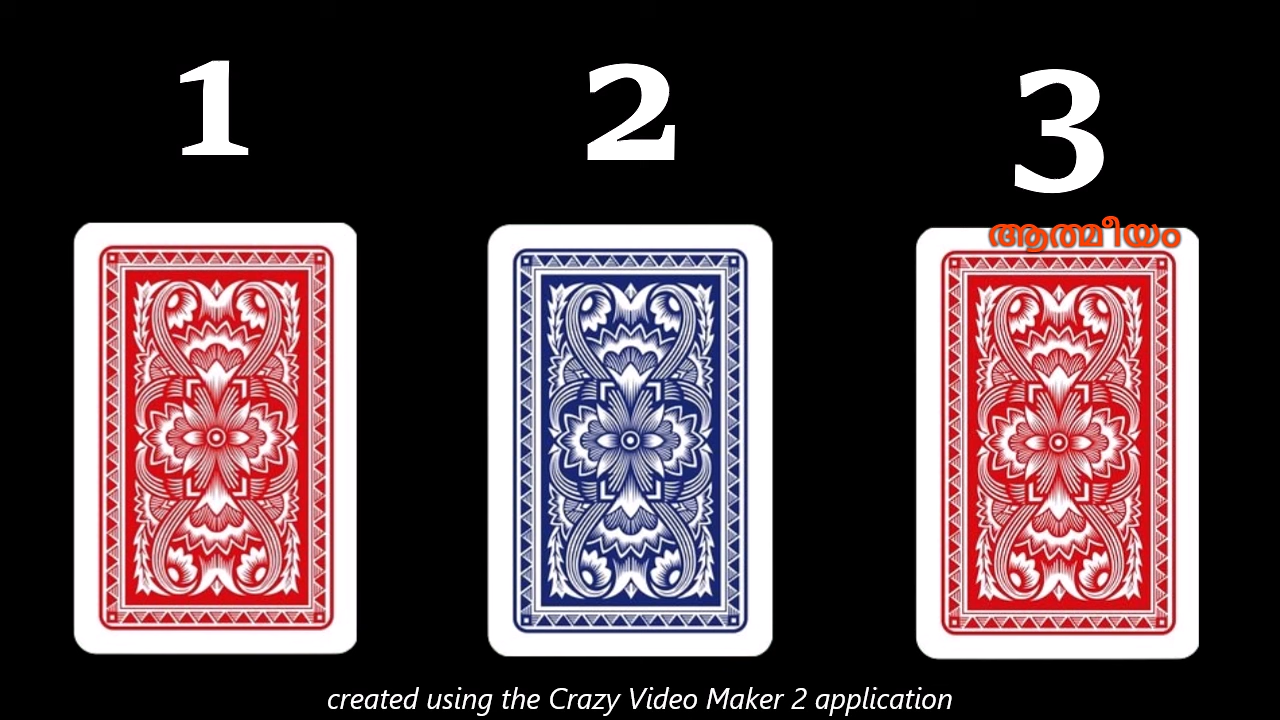 1
2
3
ആത്മീയം
created using the Crazy Video Maker 2 application